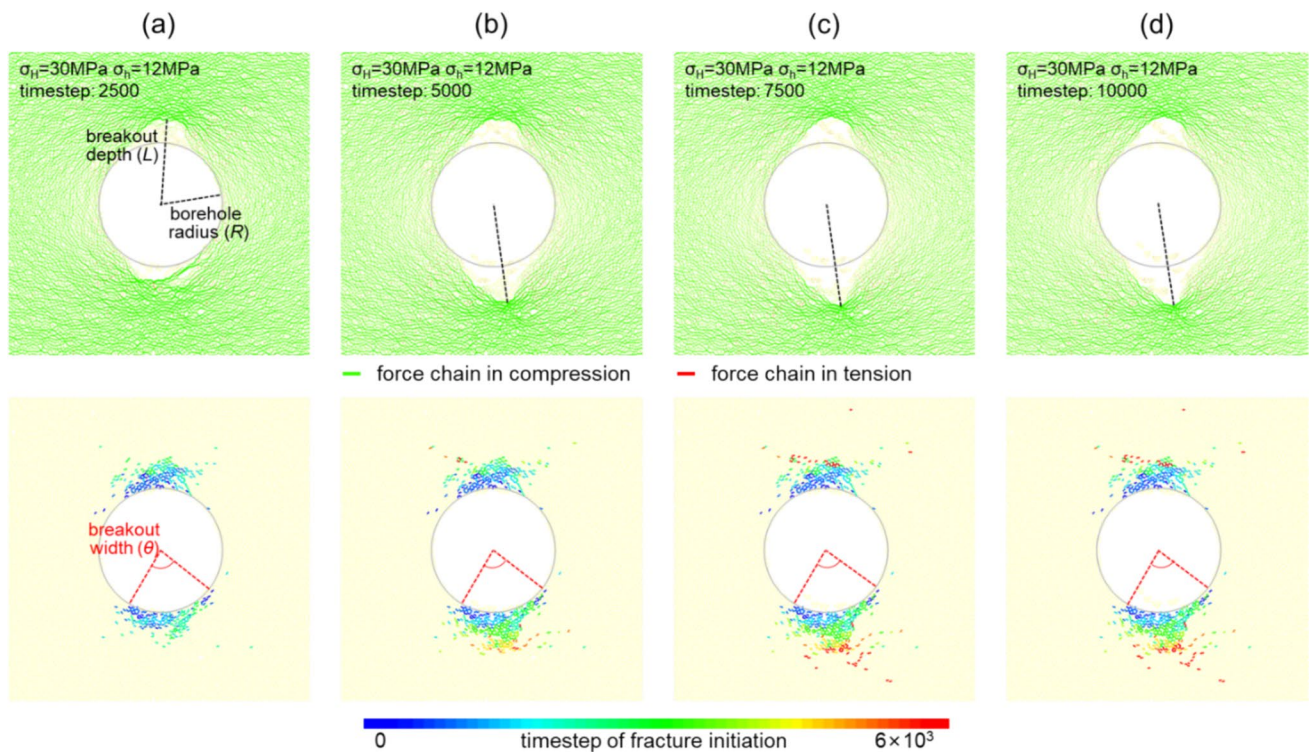 (a)
(b)
(c)
(d)
σH=30MPa σh=12MPa
timestep: 2500
σH=30MPa σh=12MPa
timestep: 5000
σH=30MPa σh=12MPa
timestep: 7500
σH=30MPa σh=12MPa
timestep: 10000
breakout
depth (L)
borehole
radius (R)
force chain in compression
force chain in tension
breakout
width (θ)
0
timestep of fracture initiation
6×10³